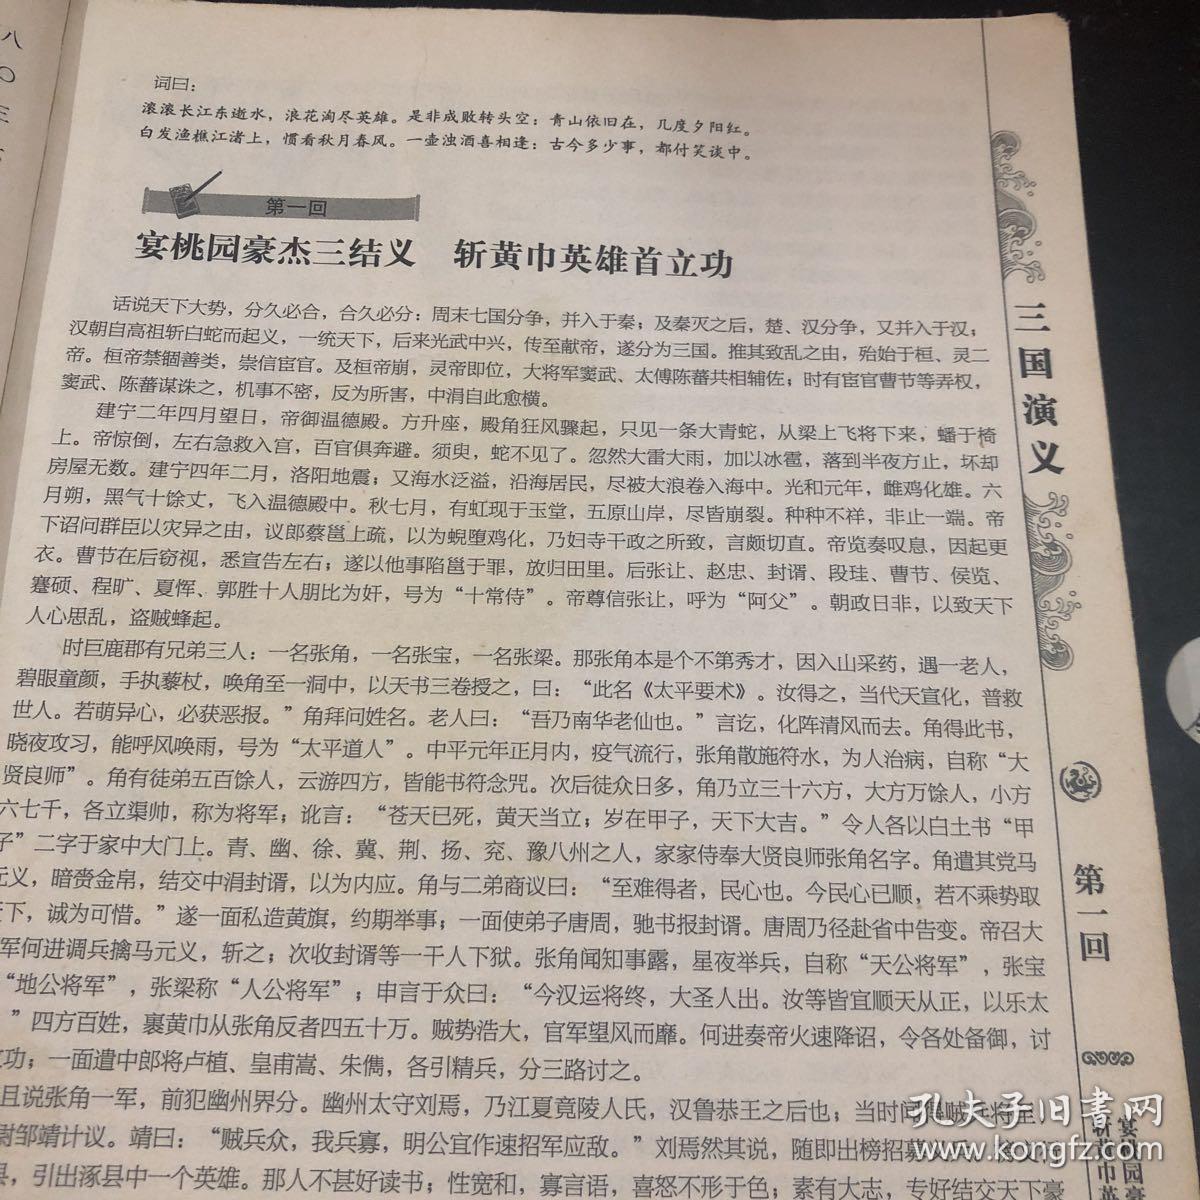 词曰：
滚滚长江东逝水，浪花淘尽英雄。是非成败转头空：青山依旧在，几度夕阳红。
白发渔樵江渚上，惯看秋月春风。一壶浊酒喜相逢：古今多少事，都付笑谈中。
第一回
宴桃园豪杰三结义 斩黄巾英雄首立功
话说天下大势，分久必合，合久必分：周末七国分争，并入于秦；及秦灭之后，楚、汉分争，又并入于汉；
汉朝自高祖斩白蛇而起义，一统天下，后来光武中兴，传至献帝，遂分为三国。推其致乱之由，殆始于桓、灵二
帝。桓帝禁锢善类，崇信宦官。及桓帝崩，灵帝即位，大将军窦武、太傅陈蕃共相辅佐；时有宦官曹节等弄权，
窦武、陈蕃谋诛之，机事不密，反为所害，中涓自此愈横。
建宁二年四月望日，帝御温德殿。方升座，殿角狂风骤起，只见一条大青蛇，从梁上飞将下来，蟠于椅
上。帝惊倒，左右急救入宫，百官俱奔避。须臾，蛇不见了。忽然大雷大雨，加以冰雹，落到半夜方止，坏却
房屋无数。建宁四年二月，洛阳地震；又海水泛溢，沿海居民，尽被大浪卷入海中。光和元年，雌鸡化雄。六
月朔，黑气十馀丈，飞入温德殿中。秋七月，有虹现于玉堂，五原山岸，尽皆崩裂。种种不祥，非止一端。帝
下诏问群臣以灾异之由，议郎蔡邕上疏，以为蜺堕鸡化，乃妇寺干政之所致，言颇切直。帝览奏叹息，因起更
衣。曹节在后窃视，悉宣告左右；遂以他事陷邕于罪，放归田里。后张让、赵忠、封谞、段珪、曹节、侯览、
蹇硕、程旷、夏恽、郭胜十人朋比为奸，号为“十常侍”。帝尊信张让，呼为“阿父”。朝政日非，以致天下
人心思乱，盗贼蜂起。
时巨鹿郡有兄弟三人：一名张角，一名张宝，一名张梁。那张角本是个不第秀才，因入山采药，遇一老人，
碧眼童颜，手执藜杖，唤角至一洞中，以天书三卷授之，曰：“此名《太平要术》。汝得之，当代天宣化，普救
世人。若萌异心，必获恶报。”角拜问姓名。老人曰：“吾乃南华老仙也。”言讫，化阵清风而去。角得此书，
晓夜攻习，能呼风唤雨，号为“太平道人”。中平元年正月内，疫气流行，张角散施符水，为人治病，自称“大
贤良师”。角有徒弟五百馀人，云游四方，皆能书符念咒。次后徒众日多，角乃立三十六方，大方万馀人，小方
六七千，各立渠帅，称为将军；讹言：“苍天已死，黄天当立；岁在甲子，天下大吉。”令人各以白土书“甲
子”二字于家中大门上。青、幽、徐、冀、荆、扬、兖、豫八州之人，家家侍奉大贤良师张角名字。角遣其党马
元义，暗赍金帛，结交中涓封谞，以为内应。角与二弟商议曰：“至难得者，民心也。今民心已顺，若不乘势取
天下，诚为可惜。”遂一面私造黄旗，约期举事；一面使弟子唐周，驰书报封谞。唐周乃径赴省中告变。帝召大
军何进调兵擒马元义，斩之；次收封谞等一干人下狱。张角闻知事露，星夜举兵，自称“天公将军”，张宝
“地公将军”，张梁称“人公将军”；申言于众曰：“今汉运将终，大圣人出。汝等皆宜顺天从正，以乐太
。”四方百姓，裹黄巾从张角反者四五十万。贼势浩大，官军望风而靡。何进奏帝火速降诏，令各处备御，讨
功；一面遣中郎将卢植、皇甫嵩、朱儁，各引精兵，分三路讨之。
且说张角一军，前犯幽州界分。幽州太守刘焉，乃江夏竟陵人氏，汉鲁恭王之后也；当时闻得贼兵将至，
尉邹靖计议。靖曰：“贼兵众，我兵寡，明公宜作速招军应敌。”刘焉然其说，随即出榜招募
县，引出涿县中一个英雄。那人不甚好读书；性宽和，寡言语，喜怒不形于色；素有大志，专好结交天下豪
三国演义
第一回
孔夫子旧书网
www.kongfz.com